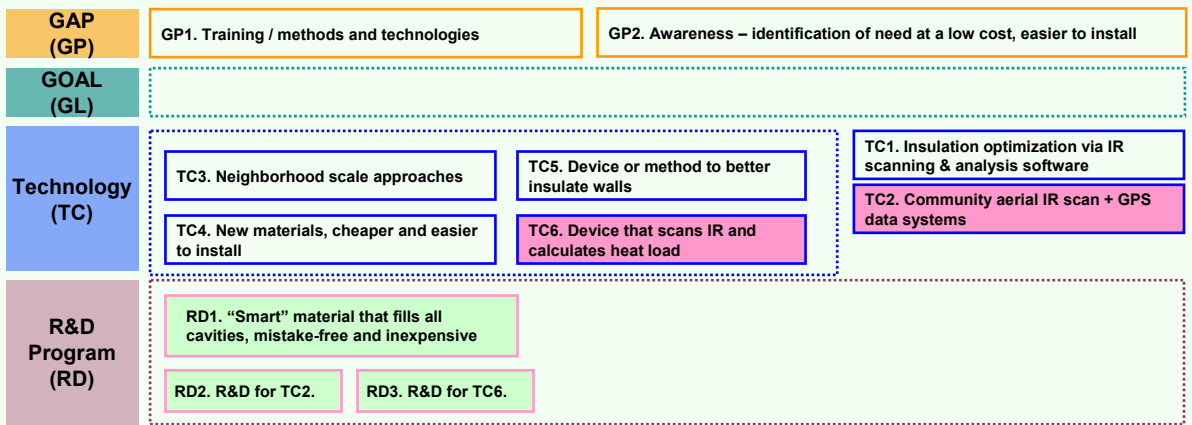 GAP
(GP)
GP1. Training / methods and technologies
GP2. Awareness – identification of need at a low cost, easier to install
GOAL
(GL)
Technology
(TC)
TC3. Neighborhood scale approaches
TC5. Device or method to better
insulate walls
TC1. Insulation optimization via IR
scanning & analysis software
TC2. Community aerial IR scan + GPS
data systems
TC4. New materials, cheaper and easier
to install
TC6. Device that scans IR and
calculates heat load
R&D
Program
(RD)
RD1. “Smart” material that fills all
cavities, mistake-free and inexpensive
RD2. R&D for TC2.
RD3. R&D for TC6.